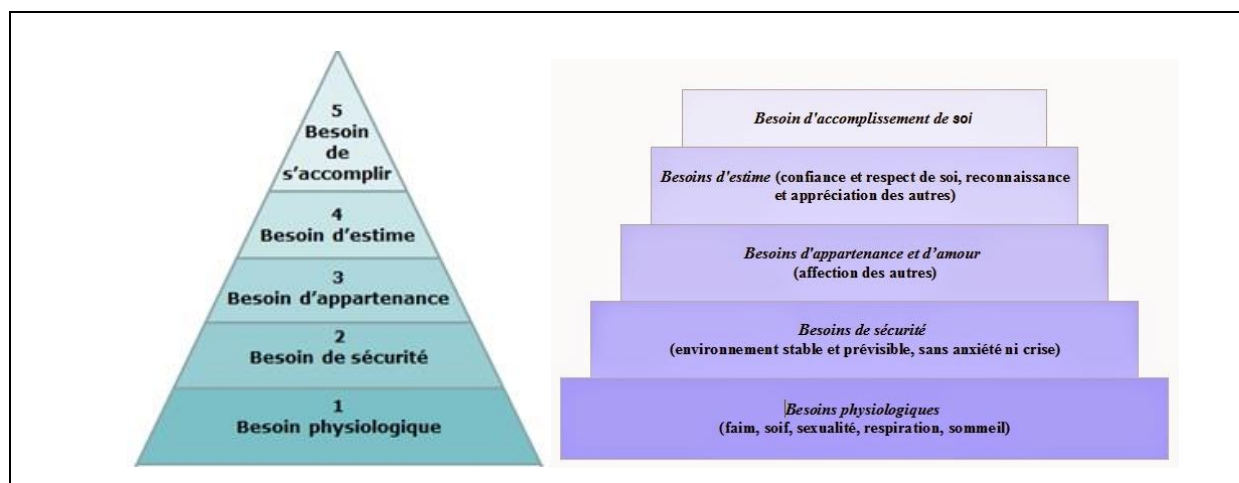 5
Besoin
de
s'accomplir
4
Besoin d'estime
3
Besoin d'appartenance
2
Besoin de sécurité
1
Besoin physiologique
Besoin d'accomplissement de soi
Besoins d'estime (confiance et respect de soi, reconnaissance
et appréciation des autres)
Besoins d'appartenance et d'amour
(affection des autres)
Besoins de sécurité
(environnement stable et prévisible, sans anxiété ni crise)
Besoins physiologiques
(faim, soif, sexualité, respiration, sommeil)